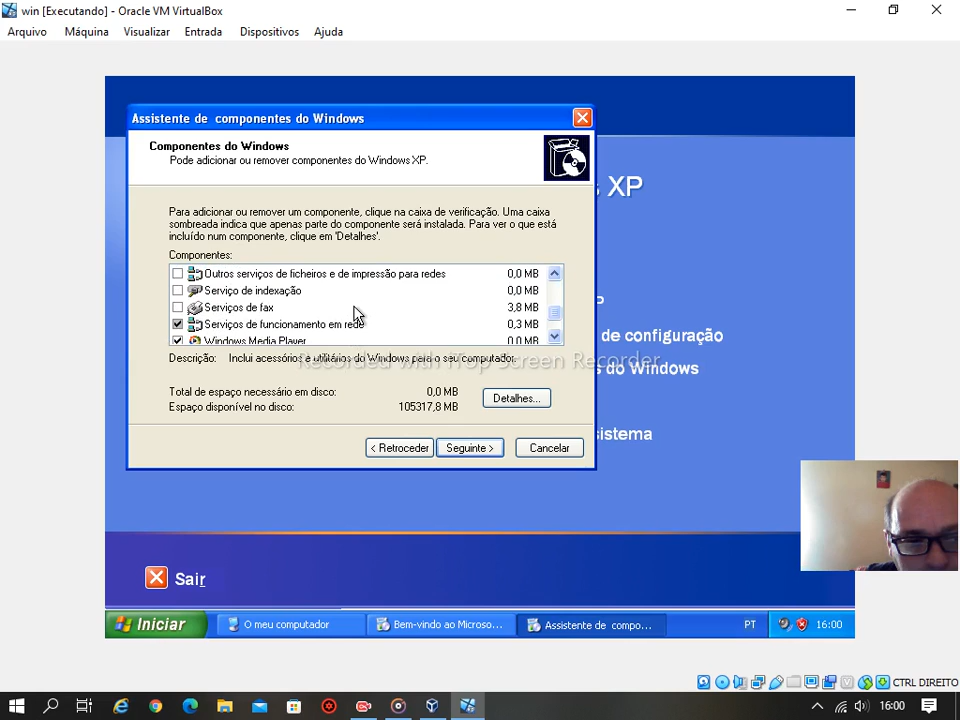 win [Executando] - Oracle VM VirtualBox
Arquivo Máquina Visualizar Entrada Dispositivos Ajuda
Assistente de componentes do Windows
Componentes do Windows
Pode adicionar ou remover componentes do Windows XP.
XP
Para adicionar ou remover um componente, clique na caixa de verificação. Uma caixa
sombreada indica que apenas parte do componente será instalada. Para ver o que está
incluído num componente, clique em 'Detalhes'.
Componentes:
Outros serviços de ficheiros e de impressão para redes 0,0 MB
Serviço de indexação 0,0 MB
Serviços de fax 3,8 MB
Serviços de funcionamento em rede 0,3 MB
Windows Media Player 0,0 MB
P
de configuração
s do Windows
sistema
Descrição: Inclui acessórios e utilitários do Windows para o seu computador.
Recorded with iTop Screen Recorder
Total de espaço necessário em disco: 0,0 MB
Espaço disponível no disco: 105317,8 MB
Detalhes...
< Retroceder Seguinte > Cancelar
Sair
Iniciar O meu computador Bem-vindo ao Microso... Assistente de compo... PT 16:00
CTRL DIREITO
16:00